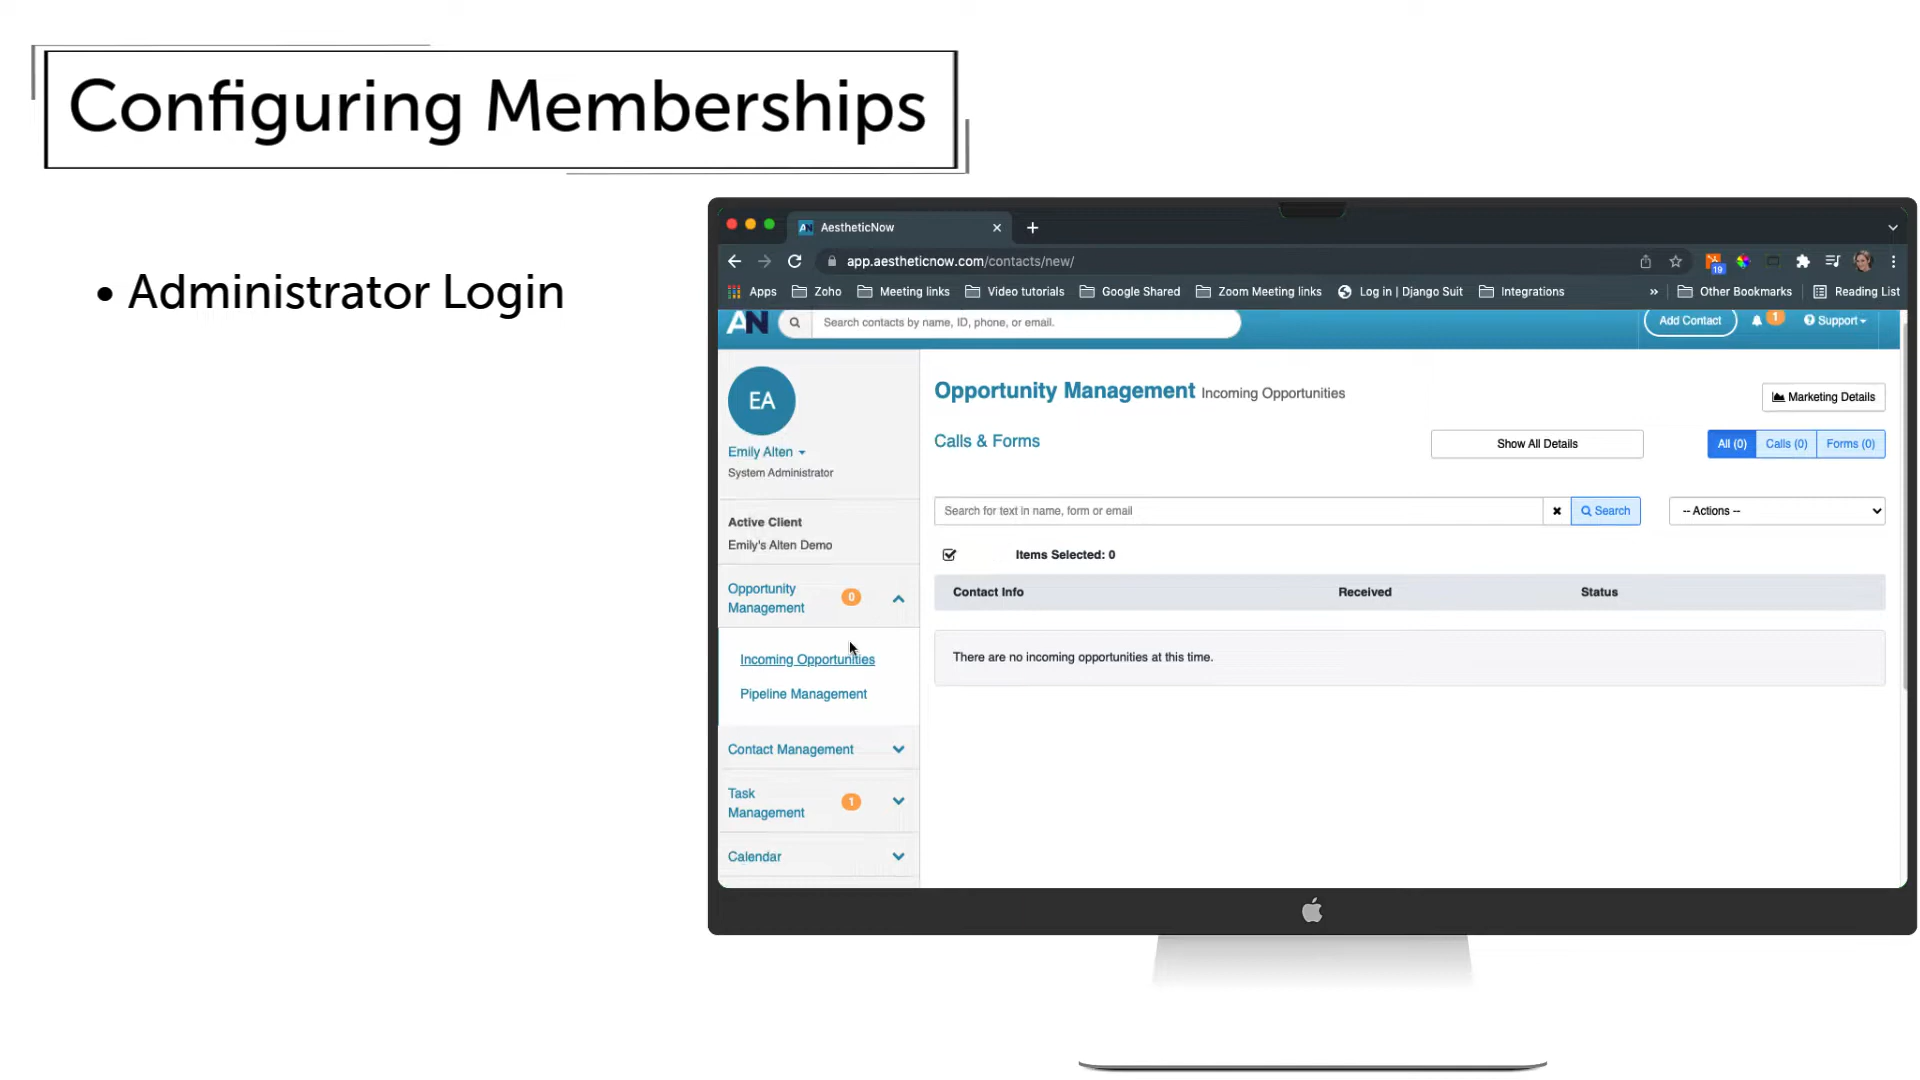 Configuring Memberships
• Administrator Login
AestheticNow
app.aestheticnow.com/contacts/new/
19
Apps
Zoho
Meeting links
Video tutorials
Google Shared
Zoom Meeting links
Log in | Django Suit
Integrations
»
Other Bookmarks
Reading List
AN
Search contacts by name, ID, phone, or email.
Add Contact
1
Support
EA
Emily Alten
System Administrator
Active Client
Emily's Alten Demo
Opportunity
Management
0
Incoming Opportunities
Pipeline Management
Contact Management
Task
Management
1
Calendar
Opportunity Management Incoming Opportunities
Marketing Details
Calls & Forms
Show All Details
All (0)
Calls (0)
Forms (0)
Search for text in name, form or email
Search
-- Actions --
Items Selected: 0
Contact Info
Received
Status
There are no incoming opportunities at this time.